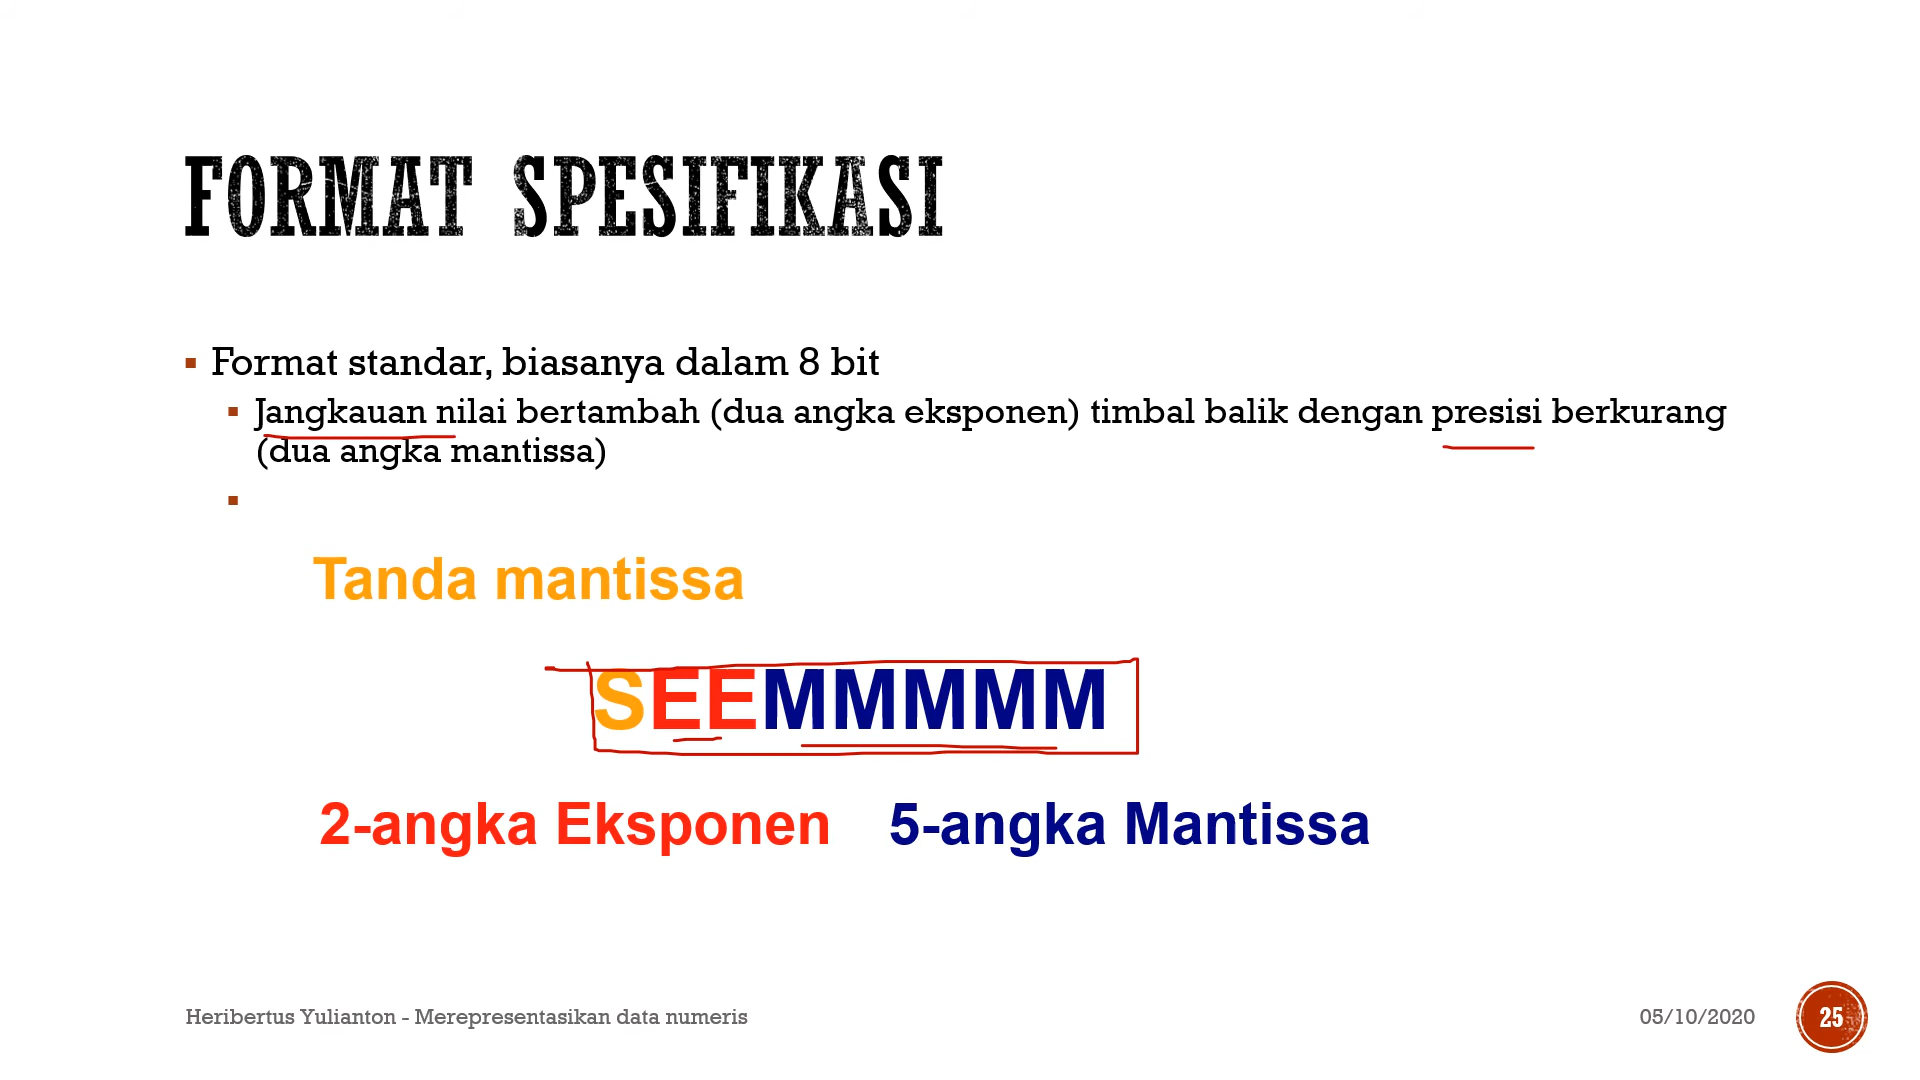 FORMAT SPESIFIKASI
Format standar, biasanya dalam 8 bit
Jangkauan nilai bertambah (dua angka eksponen) timbal balik dengan presisi berkurang
(dua angka mantissa)
Tanda mantissa
SEEMMMMM
2-angka Eksponen 5-angka Mantissa
Heribertus Yulianton - Merepresentasikan data numeris 05/10/2020 25